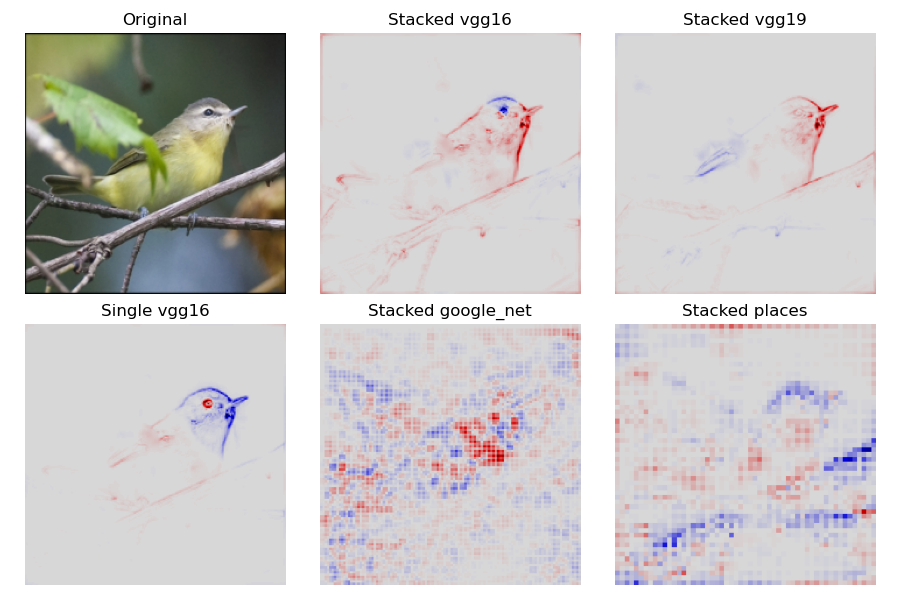 Original
Stacked vgg16
Stacked vgg19
Single vgg16
Stacked google_net
Stacked places